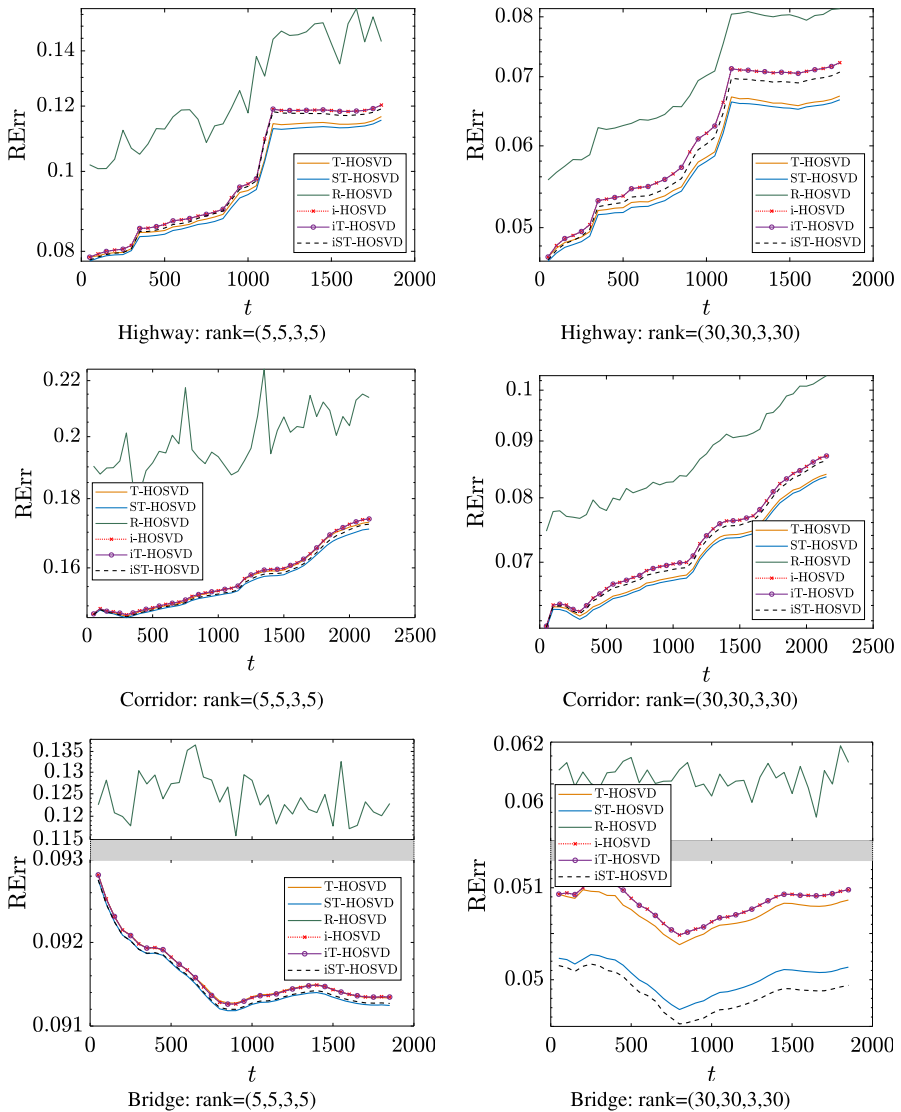 0.14
0.12
0.1
0.08
RErr
T-HOSVD
ST-HOSVD
R-HOSVD
i-HOSVD
iT-HOSVD
iST-HOSVD
0 500 1000 1500 2000
t
Highway: rank=(5,5,3,5)
0.08
0.07
0.06
0.05
RErr
T-HOSVD
ST-HOSVD
R-HOSVD
i-HOSVD
iT-HOSVD
iST-HOSVD
0 500 1000 1500 2000
t
Highway: rank=(30,30,3,30)
0.22
0.2
0.18
0.16
RErr
T-HOSVD
ST-HOSVD
R-HOSVD
i-HOSVD
iT-HOSVD
iST-HOSVD
0 500 1000 1500 2000 2500
t
Corridor: rank=(5,5,3,5)
0.1
0.09
0.08
0.07
RErr
T-HOSVD
ST-HOSVD
R-HOSVD
i-HOSVD
iT-HOSVD
iST-HOSVD
0 500 1000 1500 2000 2500
t
Corridor: rank=(30,30,3,30)
0.135
0.13
0.125
0.12
0.115
0.093
0.092
0.091
RErr
T-HOSVD
ST-HOSVD
R-HOSVD
i-HOSVD
iT-HOSVD
iST-HOSVD
0 500 1000 1500 2000
t
Bridge: rank=(5,5,3,5)
0.062
0.06
0.051
0.05
RErr
T-HOSVD
ST-HOSVD
R-HOSVD
i-HOSVD
iT-HOSVD
iST-HOSVD
0 500 1000 1500 2000
t
Bridge: rank=(30,30,3,30)